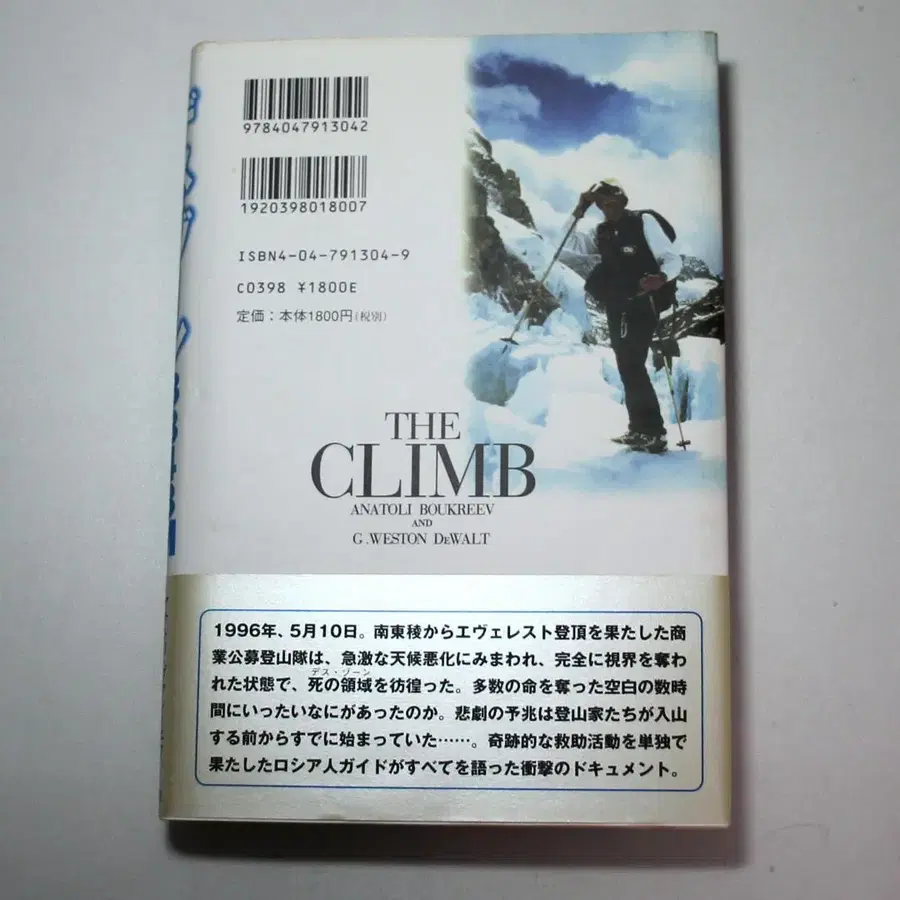 9784047913042
1920398018007
ISBN4-04-791304-9
C0398 ¥1800E
定価：本体1800円(税別)
THE
CLIMB
ANATOLI BOUKREEV
AND
G.WESTON DEWALT
1996年、5月10日。南東稜からエヴェレスト登頂を果たした商
業公募登山隊は、急激な天候悪化にみまわれ、完全に視界を奪わ
デス・ゾーン
れた状態で、死の領域を彷徨った。多数の命を奪った空白の数時
間にいったいなにがあったのか。悲劇の予兆は登山家たちが入山
する前からすでに始まっていた……。奇跡的な救助活動を単独で
果たしたロシア人ガイドがすべてを語った衝撃のドキュメント。